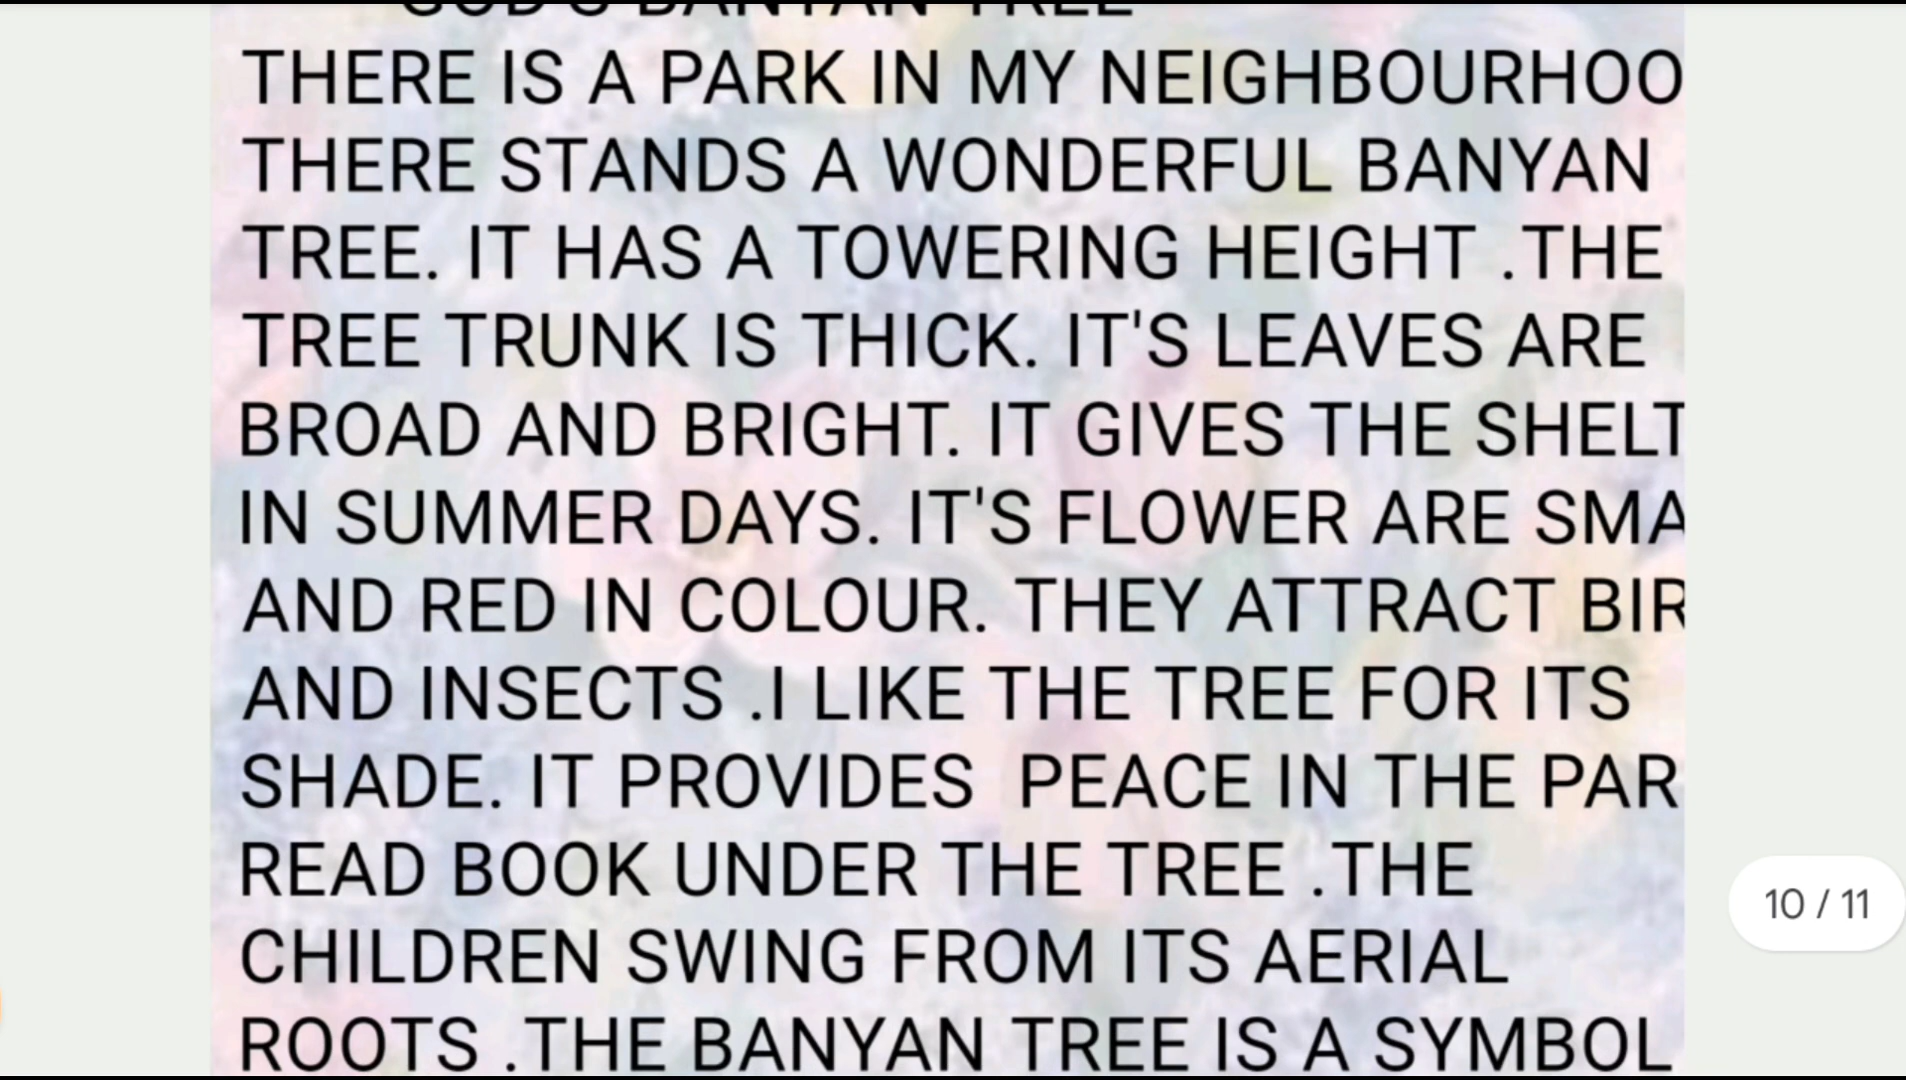 GOD'S BANYAN TREE
THERE IS A PARK IN MY NEIGHBOURHOO
THERE STANDS A WONDERFUL BANYAN
TREE. IT HAS A TOWERING HEIGHT .THE
TREE TRUNK IS THICK. IT'S LEAVES ARE
BROAD AND BRIGHT. IT GIVES THE SHELT
IN SUMMER DAYS. IT'S FLOWER ARE SMA
AND RED IN COLOUR. THEY ATTRACT BIR
AND INSECTS .I LIKE THE TREE FOR ITS
SHADE. IT PROVIDES  PEACE IN THE PAR
READ BOOK UNDER THE TREE .THE
CHILDREN SWING FROM ITS AERIAL
ROOTS .THE BANYAN TREE IS A SYMBOL
10 / 11